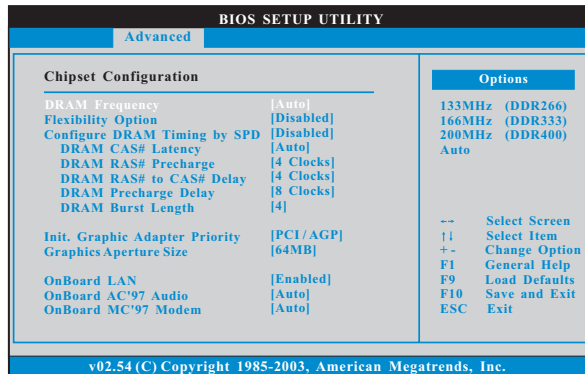 BIOS SETUP UTILITY
Advanced
Chipset Configuration
DRAM Frequency [Auto]
Flexibility Option [Disabled]
Configure DRAM Timing by SPD [Disabled]
DRAM CAS# Latency [Auto]
DRAM RAS# Precharge [4 Clocks]
DRAM RAS# to CAS# Delay [4 Clocks]
DRAM Precharge Delay [8 Clocks]
DRAM Burst Length [4]
Init. Graphic Adapter Priority [PCI/AGP]
Graphics Aperture Size [64MB]
OnBoard LAN [Enabled]
OnBoard AC'97 Audio [Auto]
OnBoard MC'97 Modem [Auto]
Options
133MHz (DDR266)
166MHz (DDR333)
200MHz (DDR400)
Auto
←→ Select Screen
↑↓ Select Item
+- Change Option
F1 General Help
F9 Load Defaults
F10 Save and Exit
ESC Exit
v02.54 (C) Copyright 1985-2003, American Megatrends, Inc.